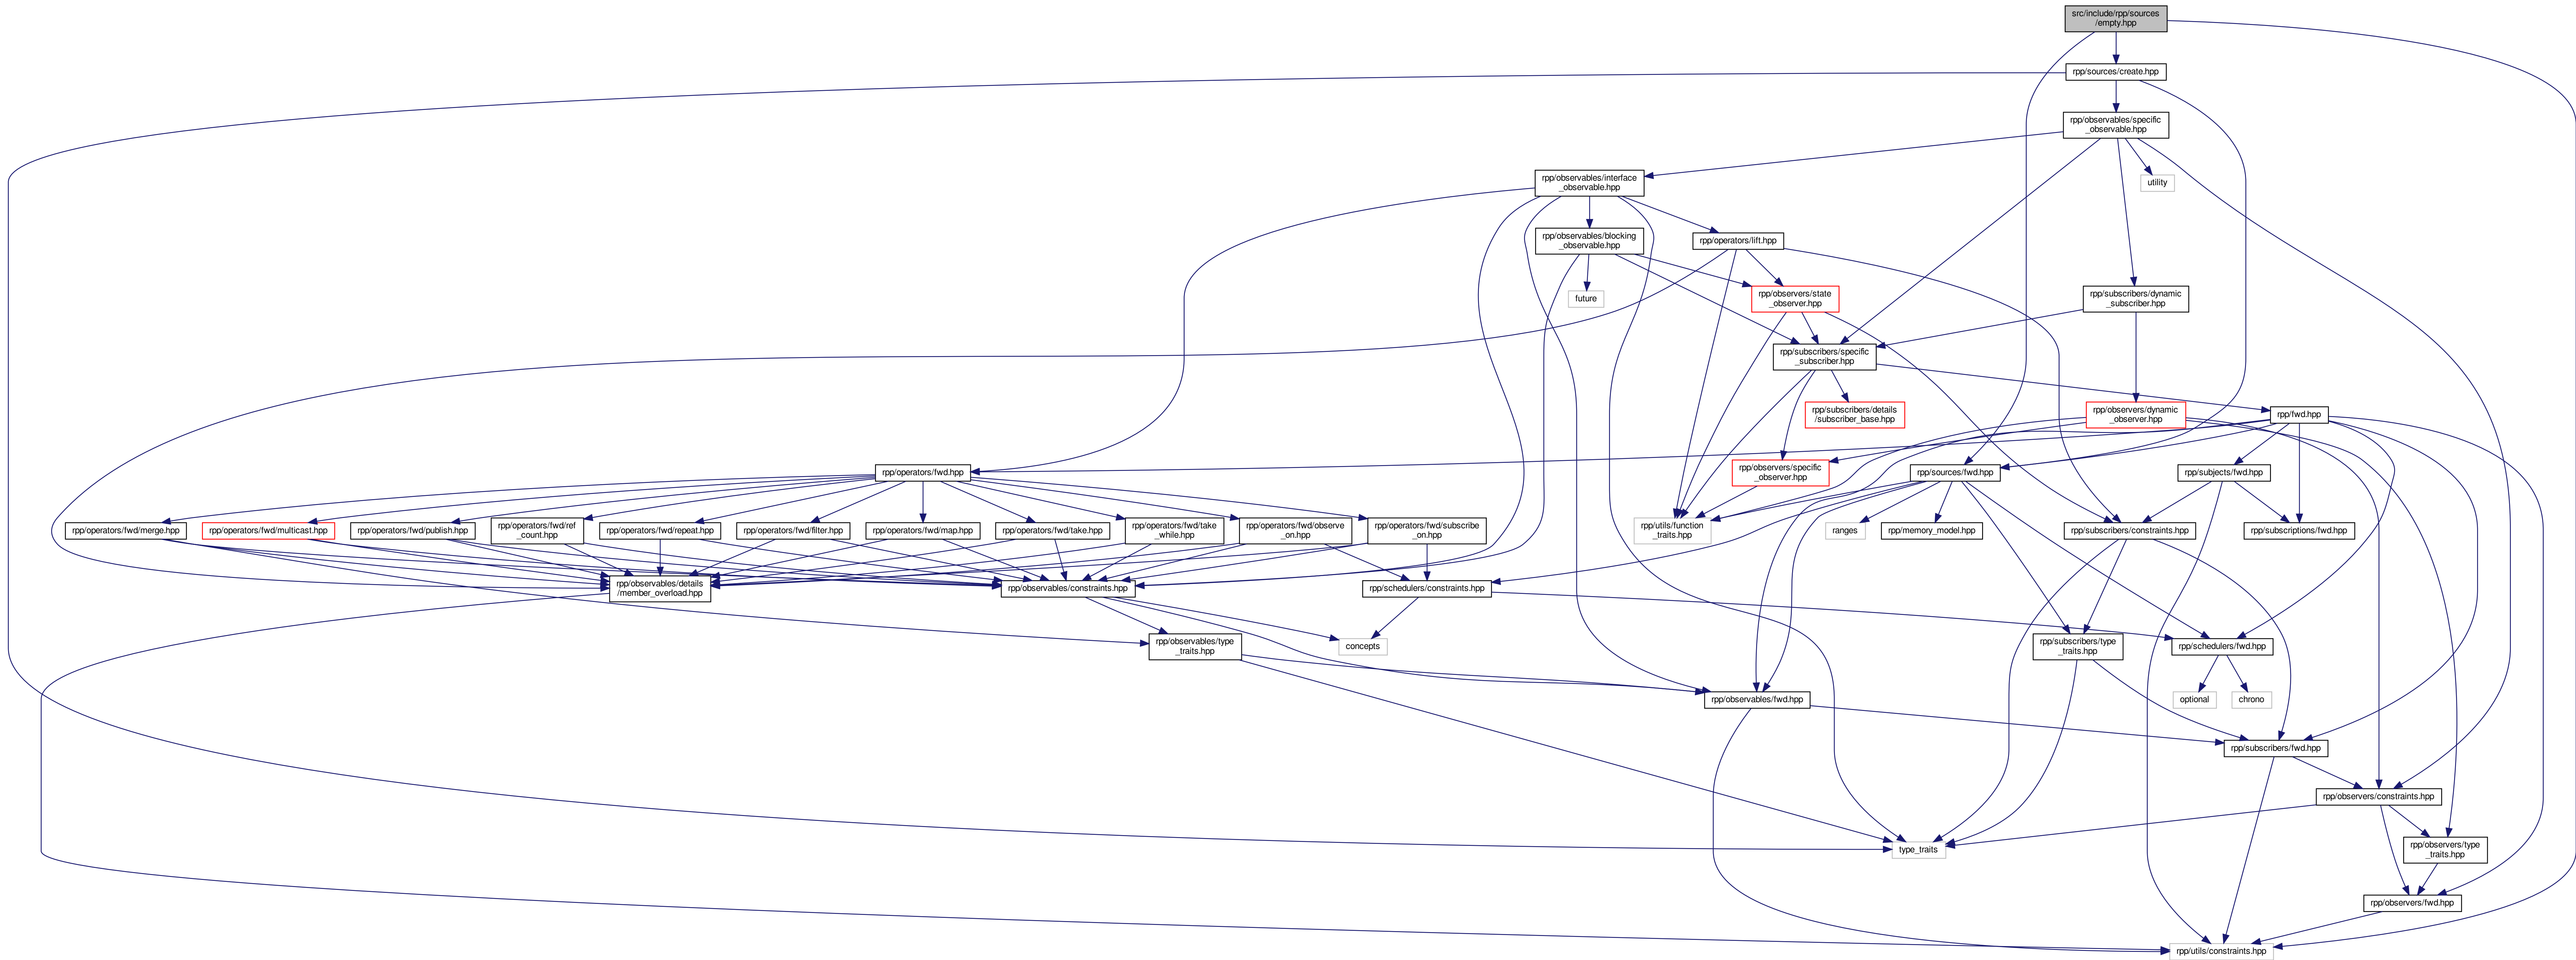 src/include/rpp/sources
/empty.hpp
rpp/sources/create.hpp
rpp/observables/specific
_observable.hpp
rpp/observables/interface
_observable.hpp
utility
rpp/observables/blocking
_observable.hpp
rpp/operators/lift.hpp
future
rpp/observers/state
_observer.hpp
rpp/subscribers/dynamic
_subscriber.hpp
rpp/subscribers/specific
_subscriber.hpp
rpp/subscribers/details
/subscriber_base.hpp
rpp/observers/dynamic
_observer.hpp
rpp/fwd.hpp
rpp/operators/fwd.hpp
rpp/observers/specific
_observer.hpp
rpp/sources/fwd.hpp
rpp/subjects/fwd.hpp
rpp/operators/fwd/merge.hpp
rpp/operators/fwd/multicast.hpp
rpp/operators/fwd/publish.hpp
rpp/operators/fwd/ref
_count.hpp
rpp/operators/fwd/repeat.hpp
rpp/operators/fwd/filter.hpp
rpp/operators/fwd/map.hpp
rpp/operators/fwd/take.hpp
rpp/operators/fwd/take
_while.hpp
rpp/operators/fwd/observe
_on.hpp
rpp/operators/fwd/subscribe
_on.hpp
rpp/utils/function
_traits.hpp
ranges
rpp/memory_model.hpp
rpp/subscribers/constraints.hpp
rpp/subscriptions/fwd.hpp
rpp/observables/details
/member_overload.hpp
rpp/observables/constraints.hpp
rpp/schedulers/constraints.hpp
rpp/observables/type
_traits.hpp
concepts
rpp/subscribers/type
_traits.hpp
rpp/schedulers/fwd.hpp
rpp/observables/fwd.hpp
optional
chrono
rpp/subscribers/fwd.hpp
rpp/observers/constraints.hpp
type_traits
rpp/observers/type
_traits.hpp
rpp/observers/fwd.hpp
rpp/utils/constraints.hpp